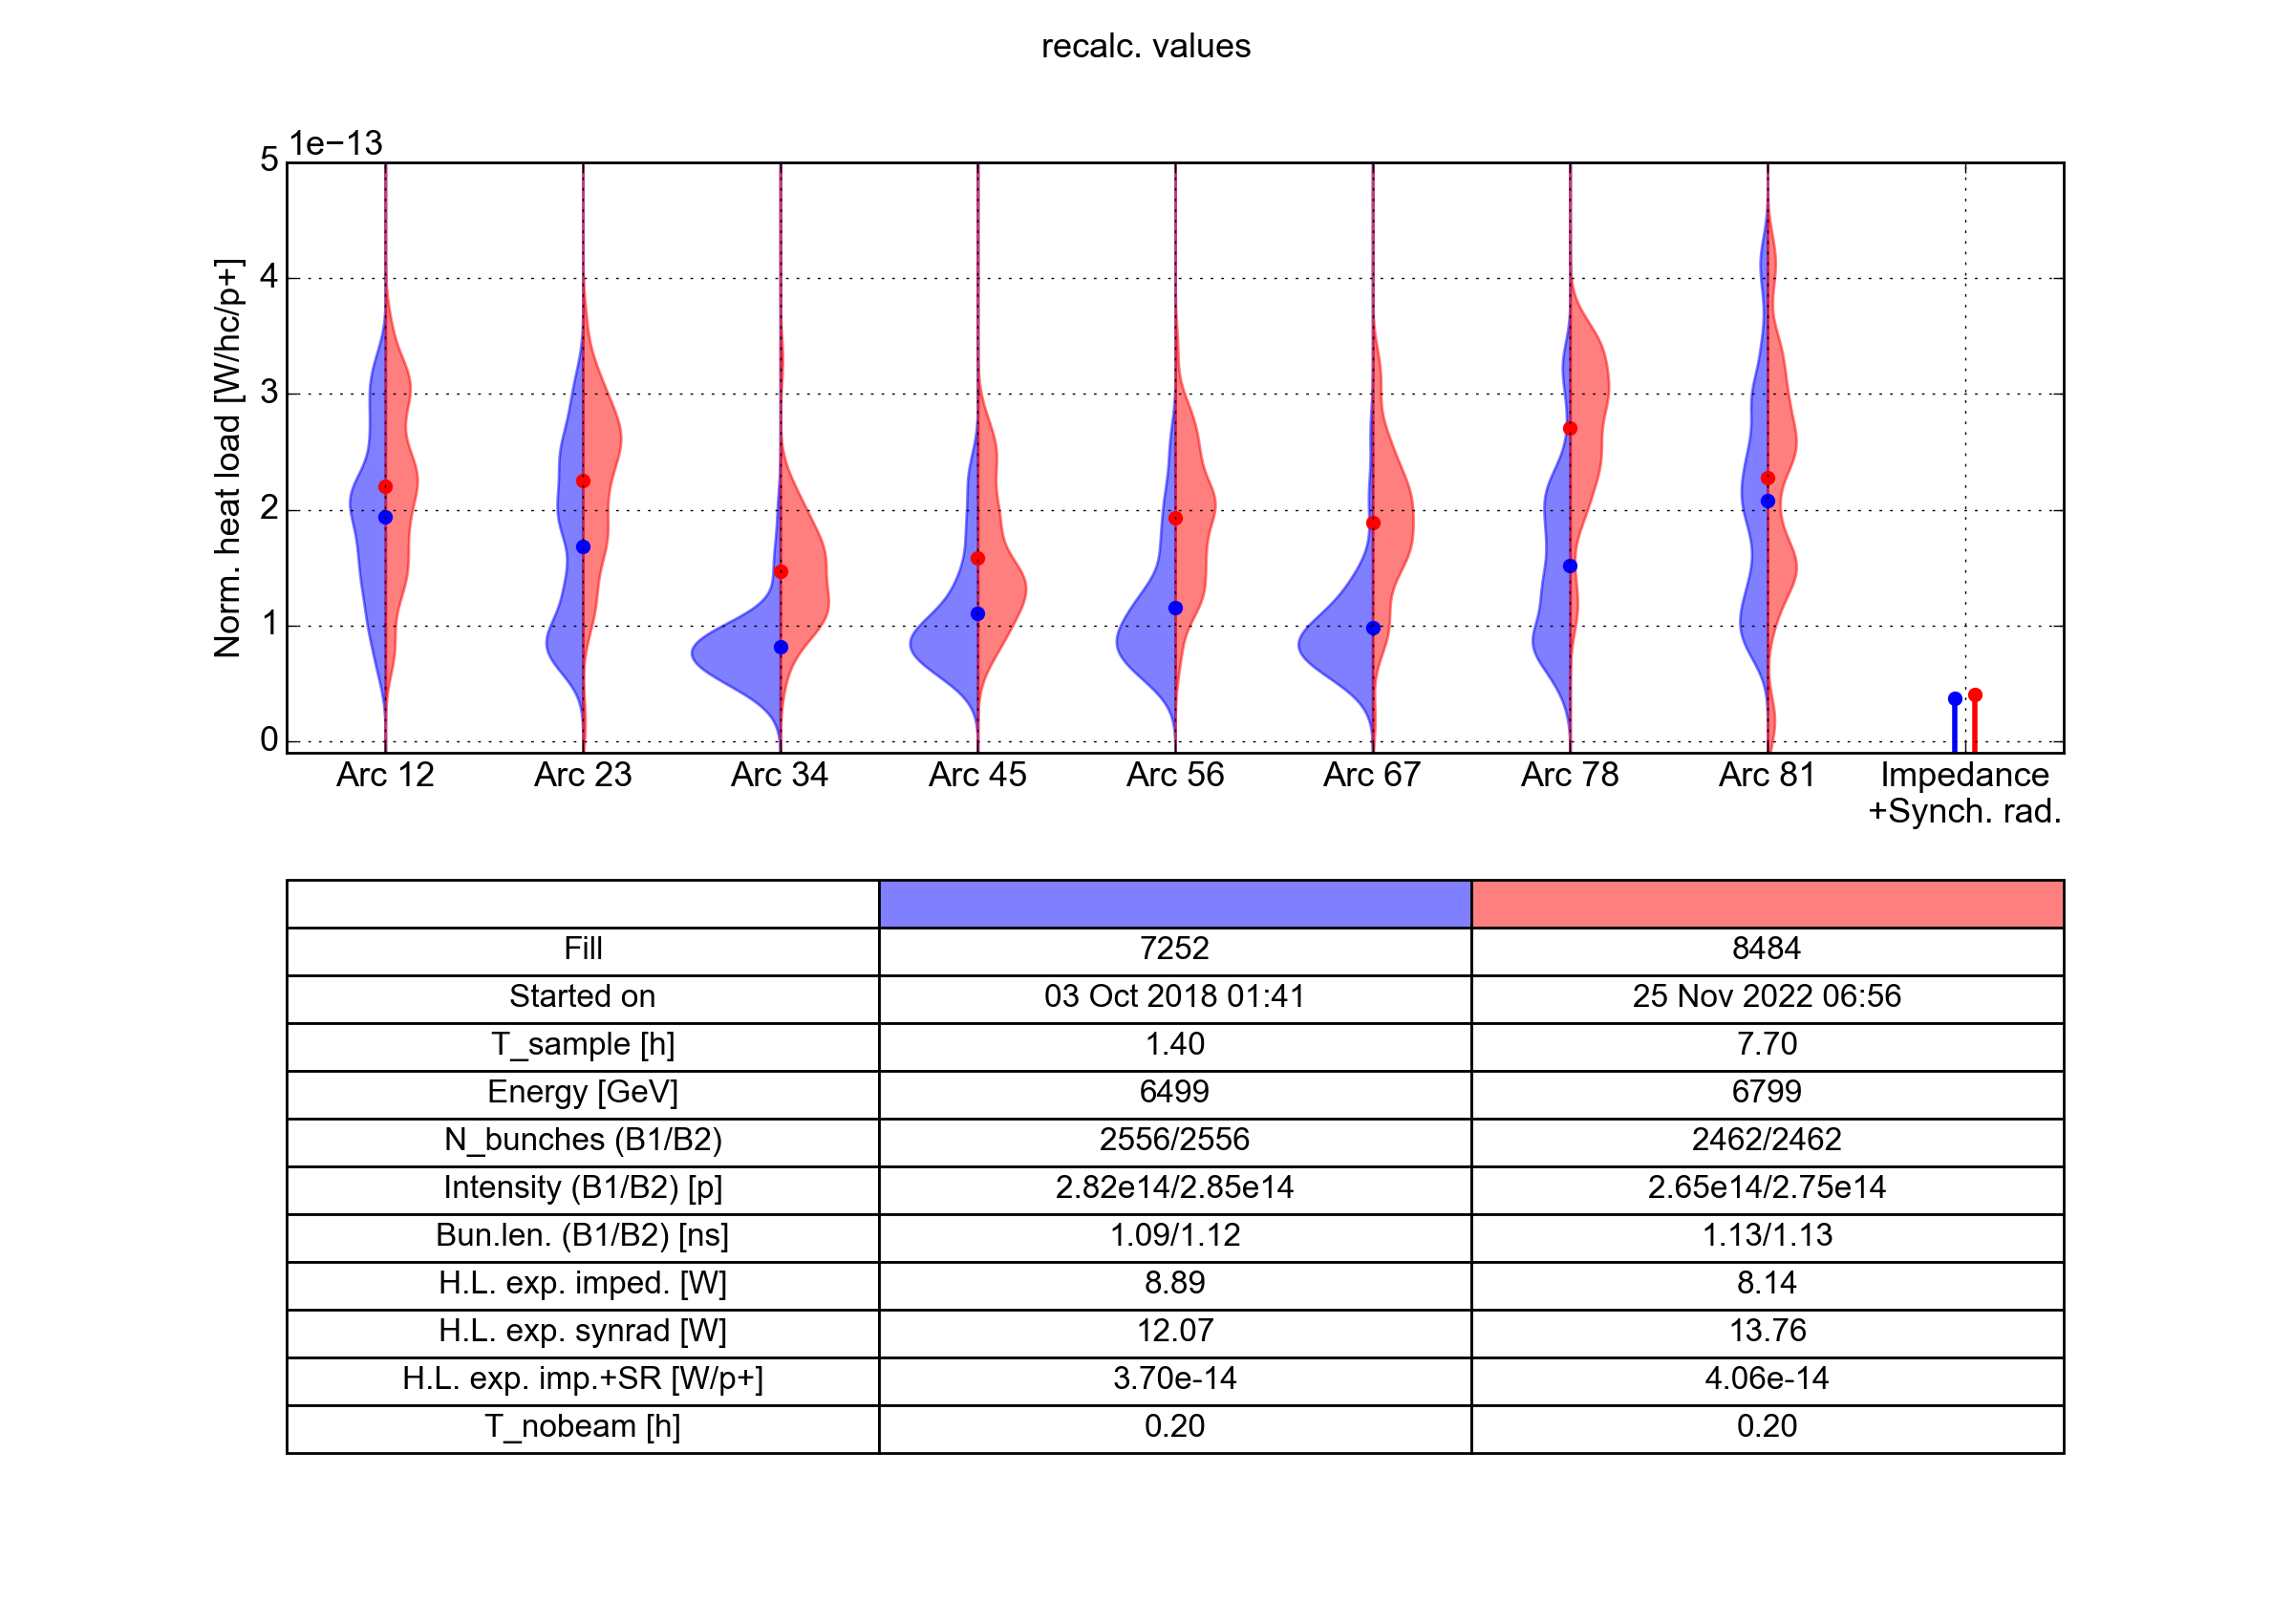 recalc. values
1e−13
5
4
3
2
1
0
Norm. heat load [W/hc/p+]
Arc 12 Arc 23 Arc 34 Arc 45 Arc 56 Arc 67 Arc 78 Arc 81 Impedance
+Synch. rad.
Fill 7252 8484
Started on 03 Oct 2018 01:41 25 Nov 2022 06:56
T_sample [h] 1.40 7.70
Energy [GeV] 6499 6799
N_bunches (B1/B2) 2556/2556 2462/2462
Intensity (B1/B2) [p] 2.82e14/2.85e14 2.65e14/2.75e14
Bun.len. (B1/B2) [ns] 1.09/1.12 1.13/1.13
H.L. exp. imped. [W] 8.89 8.14
H.L. exp. synrad [W] 12.07 13.76
H.L. exp. imp.+SR [W/p+] 3.70e-14 4.06e-14
T_nobeam [h] 0.20 0.20